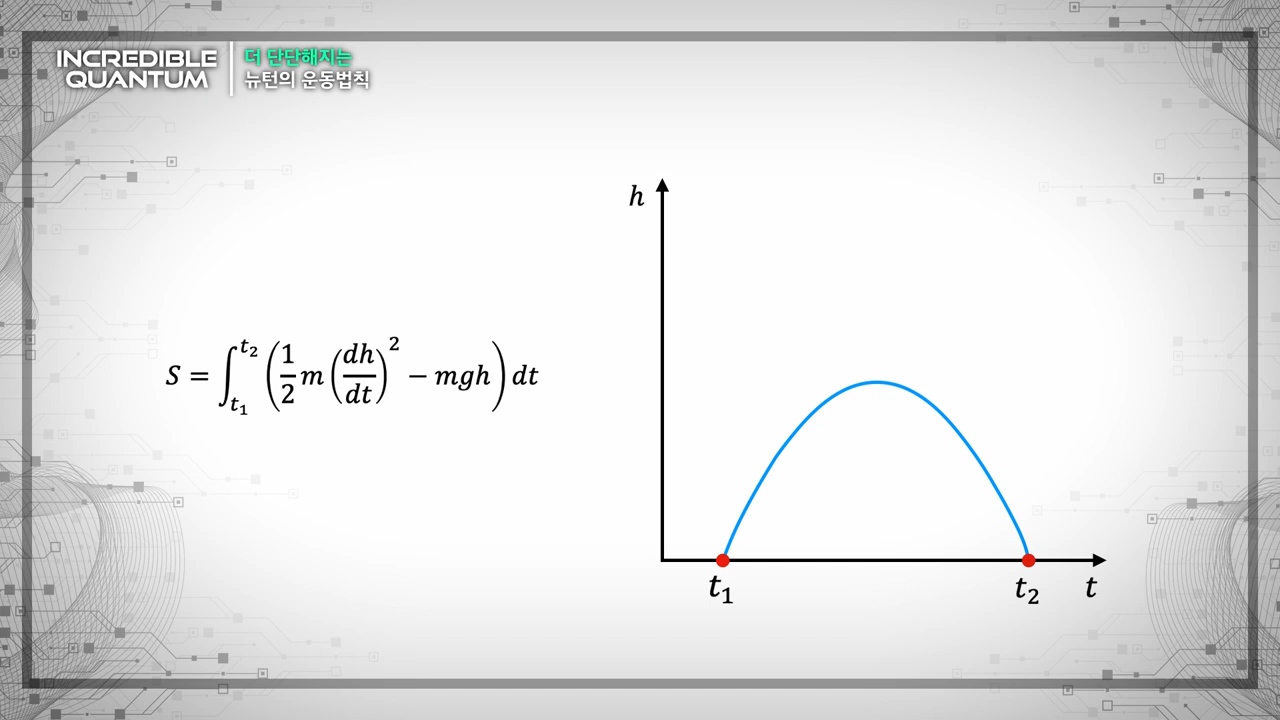 INCREDIBLE
QUANTUM
더 단단해지는
뉴턴의 운동법칙
h
S = ∫_{t₁}^{t₂} (1/2 m (dh/dt)² − mgh) dt
t₁
t₂
t